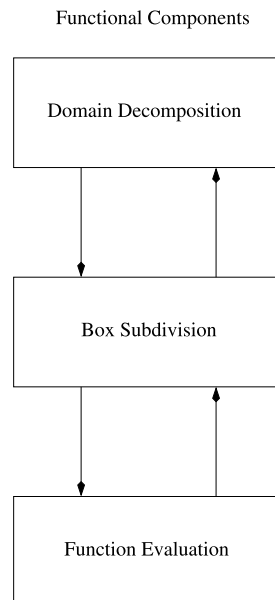 Functional Components
Domain Decomposition
Box Subdivision
Function Evaluation